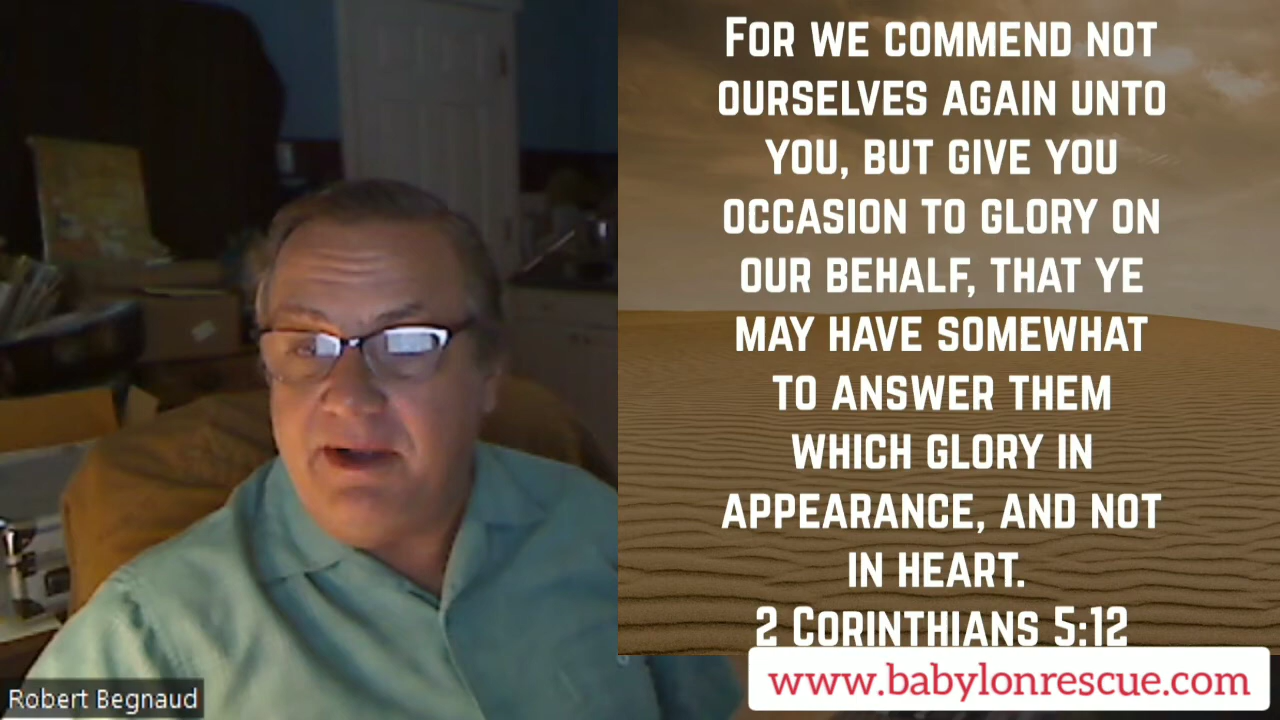 For we commend not
ourselves again unto
you, but give you
occasion to glory on
our behalf, that ye
may have somewhat
to answer them
which glory in
appearance, and not
in heart.
2 Corinthians 5:12
www.babylonrescue.com
Robert Begnaud